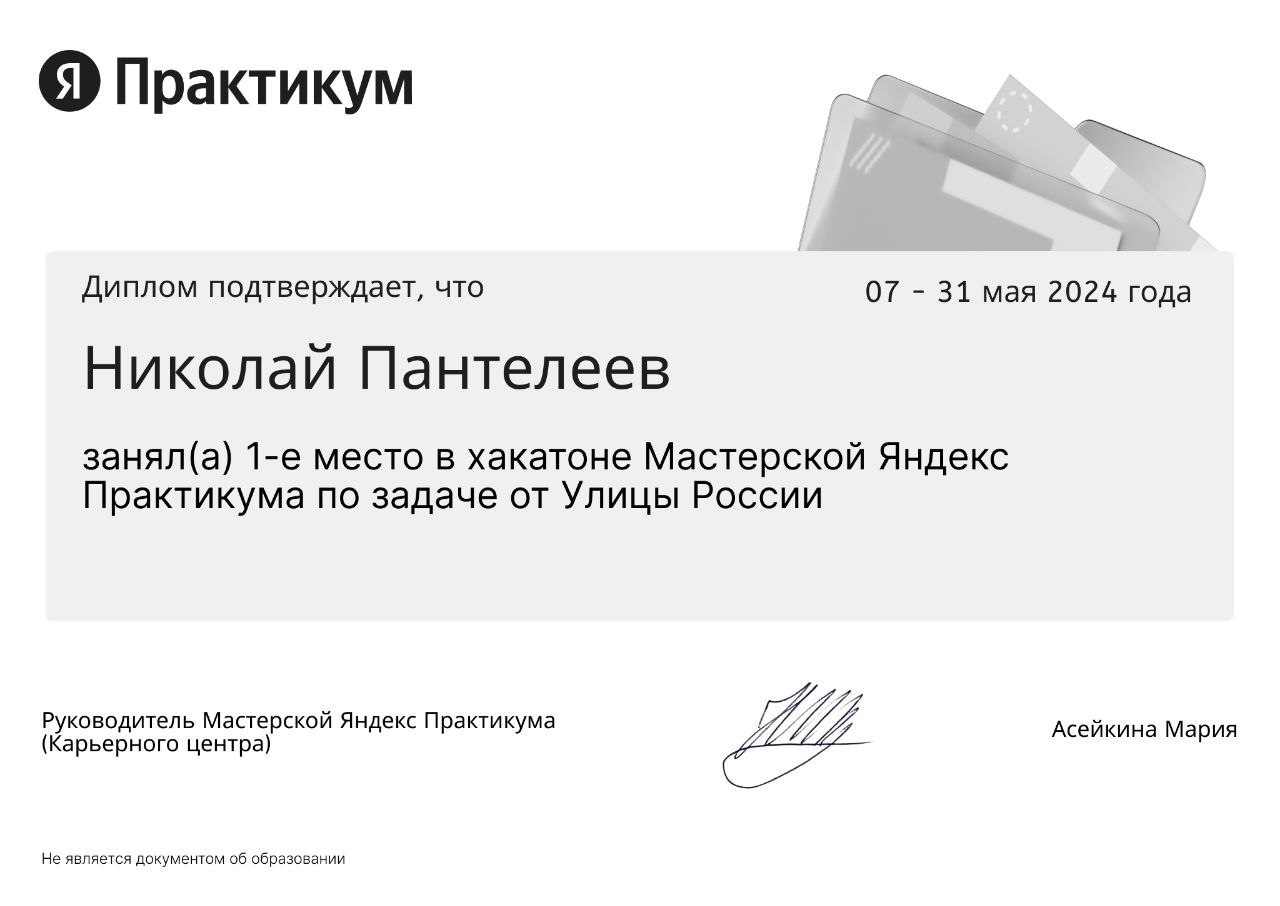 Я Практикум
Диплом подтверждает, что
07 – 31 мая 2024 года
Николай Пантелеев
занял(а) 1-е место в хакатоне Мастерской Яндекс
Практикума по задаче от Улицы России
Руководитель Мастерской Яндекс Практикума
(Карьерного центра)
Асейкина Мария
Не является документом об образовании